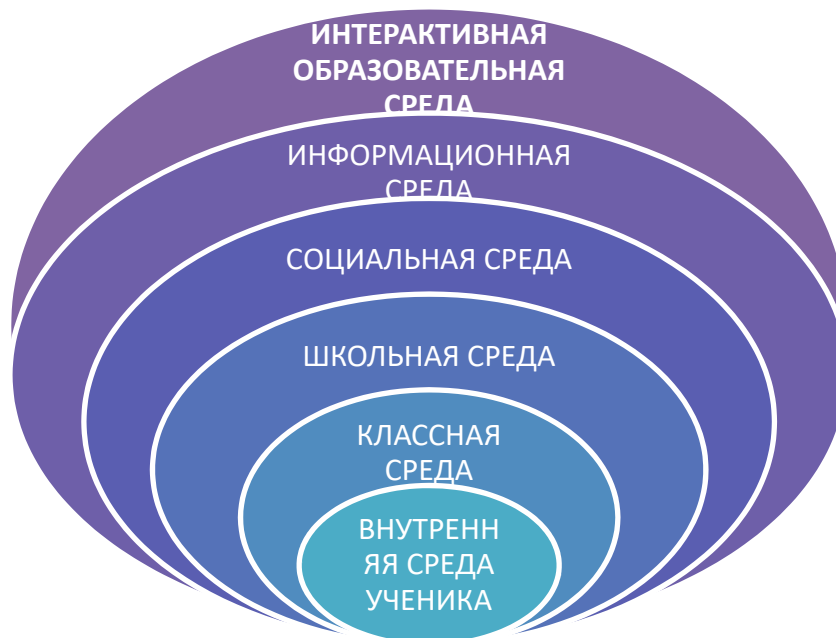 ИНТЕРАКТИВНАЯ
ОБРАЗОВАТЕЛЬНАЯ
СРЕДА
ИНФОРМАЦИОННАЯ
СРЕДА
СОЦИАЛЬНАЯ СРЕДА
ШКОЛЬНАЯ СРЕДА
КЛАССНАЯ
СРЕДА
ВНУТРЕНН
ЯЯ СРЕДА
УЧЕНИКА